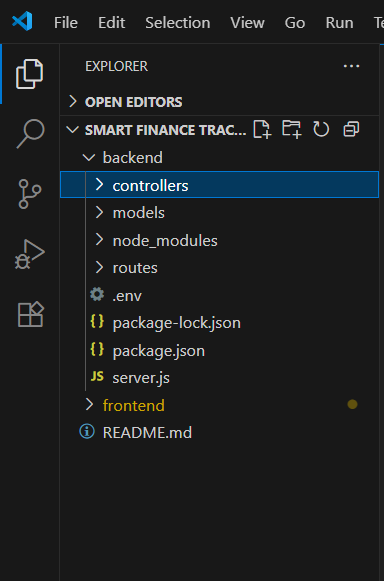 File Edit Selection View Go Run
EXPLORER
OPEN EDITORS
SMART FINANCE TRAC...
backend
controllers
models
node_modules
routes
.env
{} package-lock.json
{} package.json
JS server.js
frontend
README.md